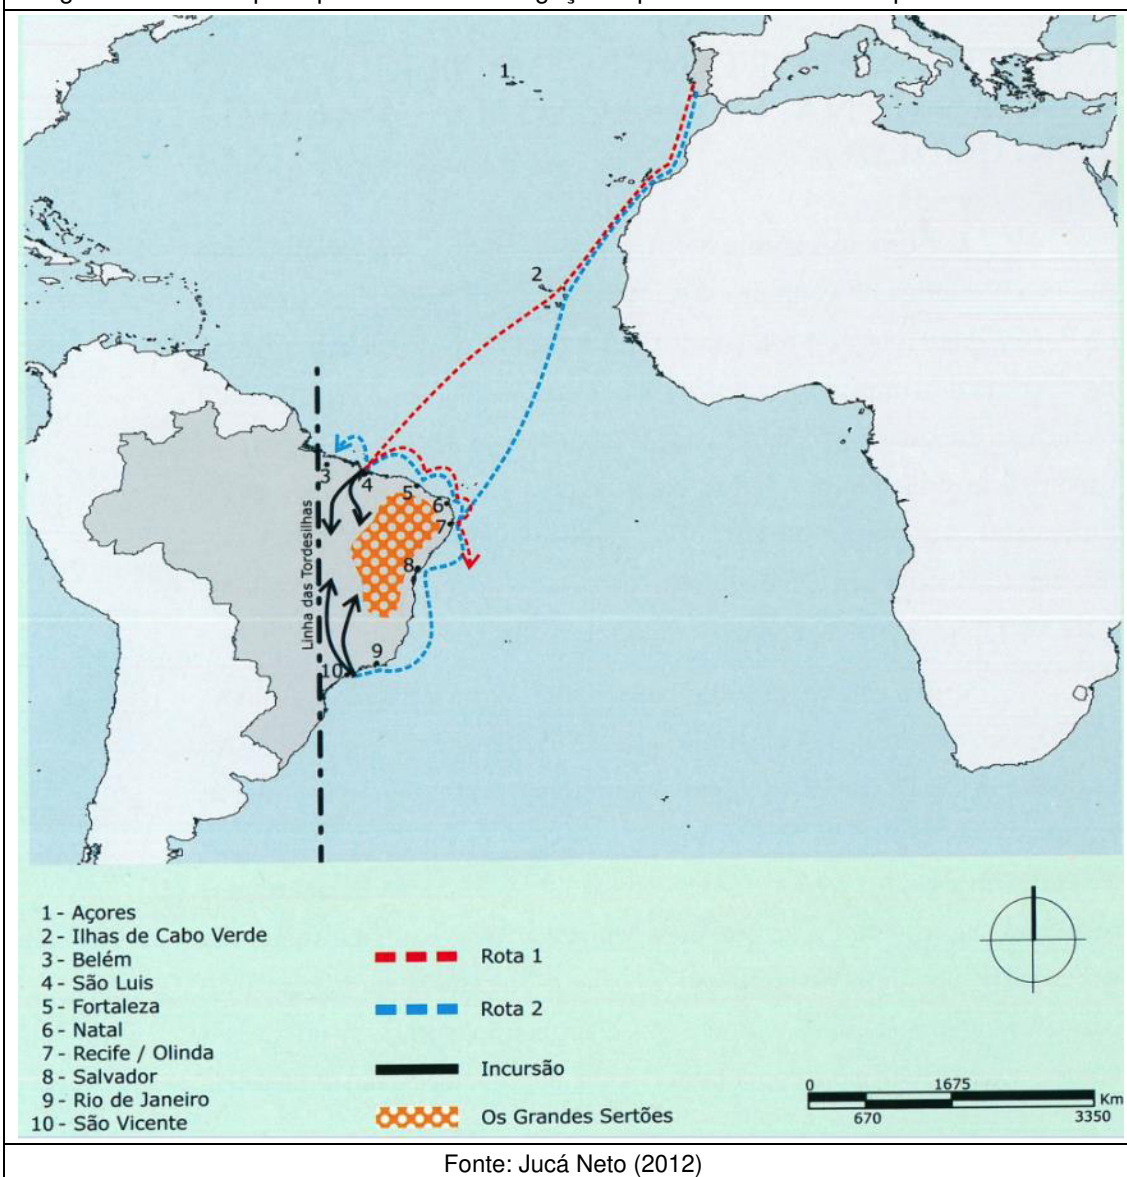 1
2
3
4
5
6
7
8
9
10
Linha das Tordesilhas
1 - Açores
2 - Ilhas de Cabo Verde
3 - Belém
4 - São Luis
5 - Fortaleza
6 - Natal
7 - Recife / Olinda
8 - Salvador
9 - Rio de Janeiro
10 - São Vicente
Rota 1
Rota 2
Incursão
Os Grandes Sertões
0 1675
Km
670 3350
Fonte: Jucá Neto (2012)